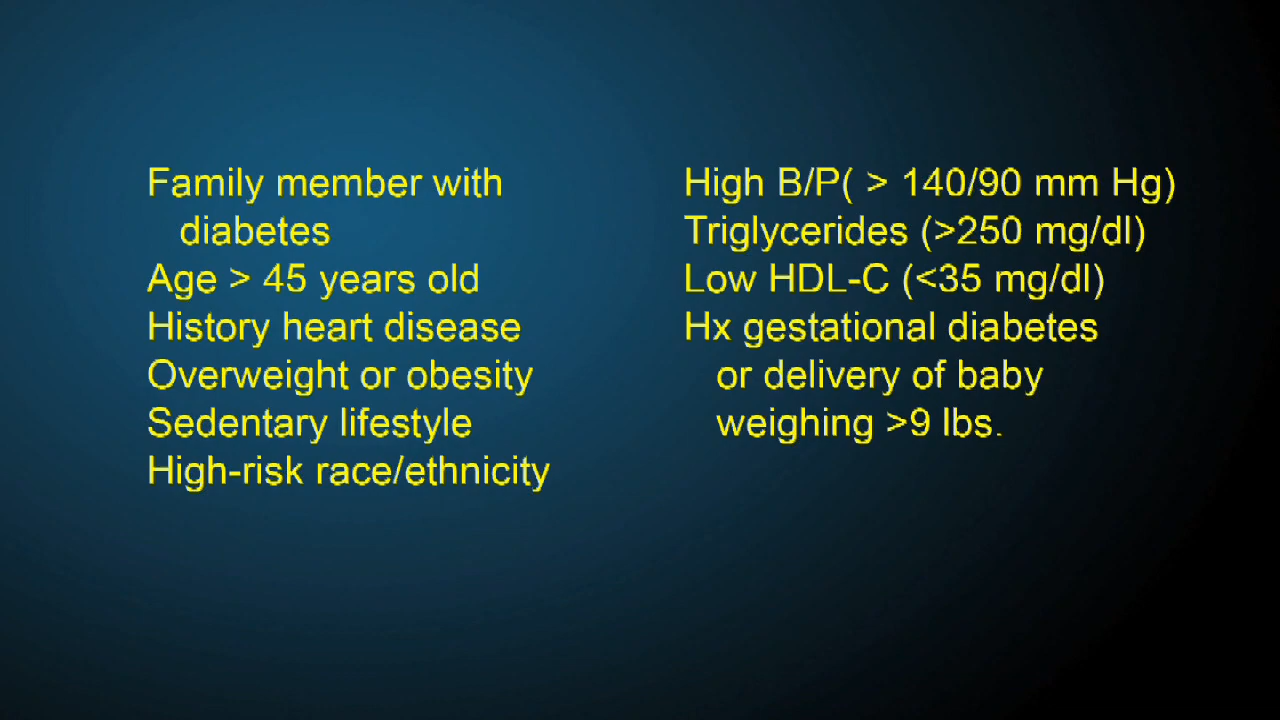 Family member with
diabetes
Age > 45 years old
History heart disease
Overweight or obesity
Sedentary lifestyle
High-risk race/ethnicity
High B/P( > 140/90 mm Hg)
Triglycerides (>250 mg/dl)
Low HDL-C (<35 mg/dl)
Hx gestational diabetes
or delivery of baby
weighing >9 lbs.